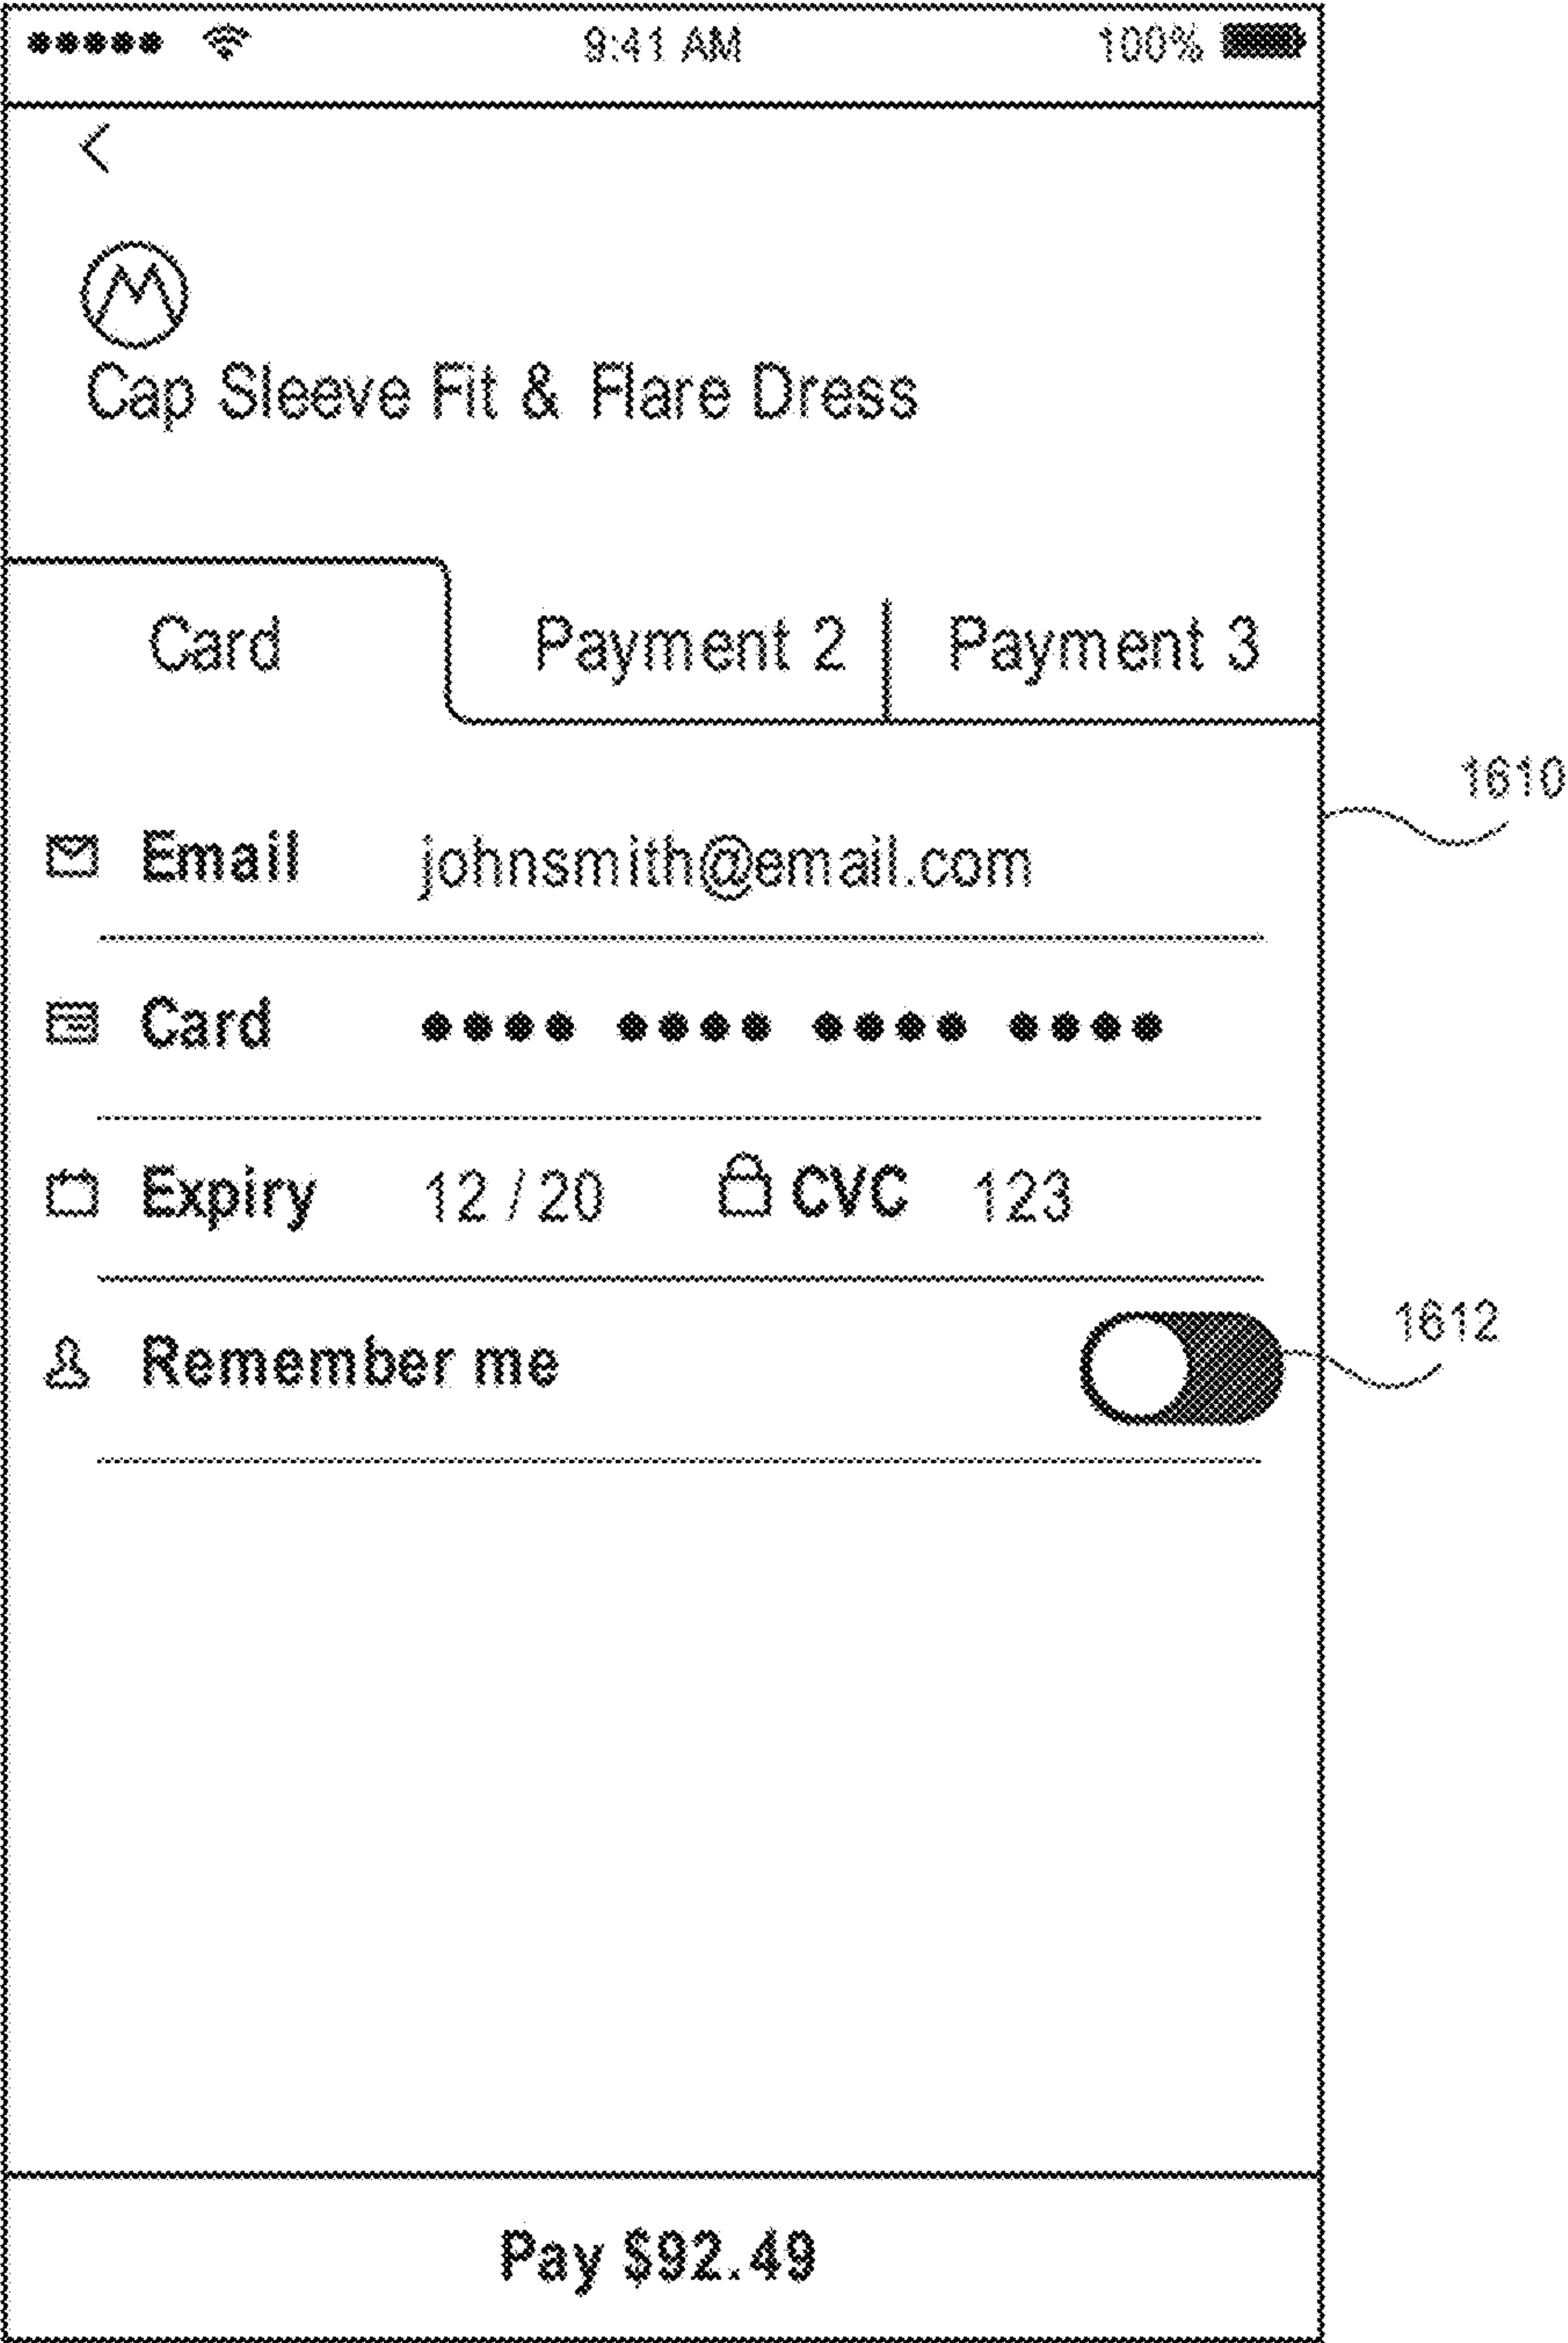 9:41 AM 100%
Cap Sleeve Fit & Flare Dress
Card Payment 2 Payment 3
1610
Email johnsmith@email.com
Card •••• •••• •••• ••••
Expiry 12 / 20 CVC 123
1612
Remember me
Pay $92.49